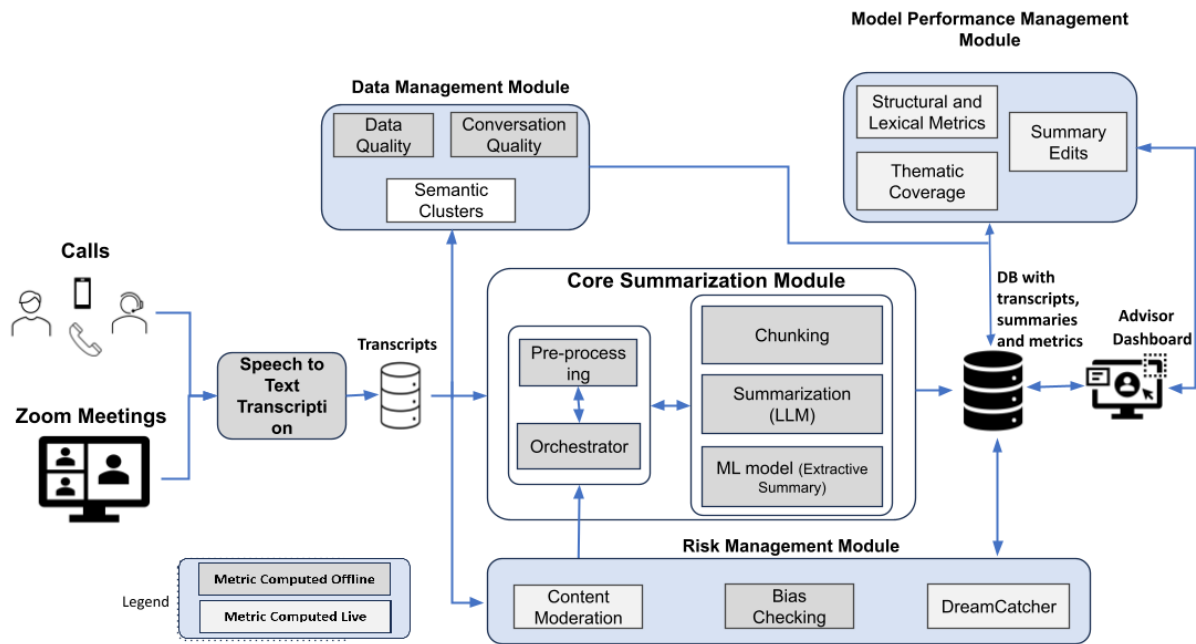 Model Performance Management
Module
Data Management Module
Data
Quality
Conversation
Quality
Semantic
Clusters
Structural and
Lexical Metrics
Summary
Edits
Thematic
Coverage
Calls
Zoom Meetings
Speech to
Text
Transcripti
on
Transcripts
Core Summarization Module
Pre-process
ing
Orchestrator
Chunking
Summarization
(LLM)
ML model (Extractive
Summary)
DB with
transcripts,
summaries
and metrics
Advisor
Dashboard
Risk Management Module
Content
Moderation
Bias
Checking
DreamCatcher
Legend
Metric Computed Offline
Metric Computed Live